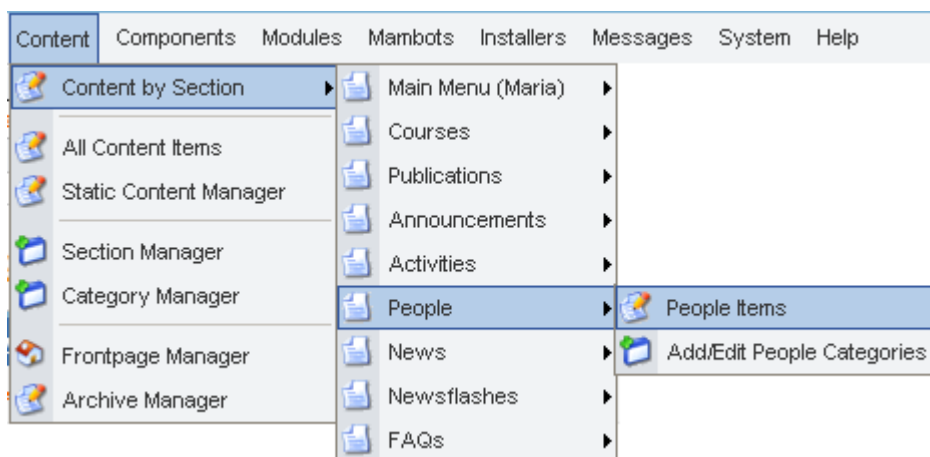 Content Components Modules Mambots Installers Messages System Help
Content by Section
All Content Items
Static Content Manager
Section Manager
Category Manager
Frontpage Manager
Archive Manager
Main Menu (Maria)
Courses
Publications
Announcements
Activities
People
News
Newsflashes
FAQs
People Items
Add/Edit People Categories